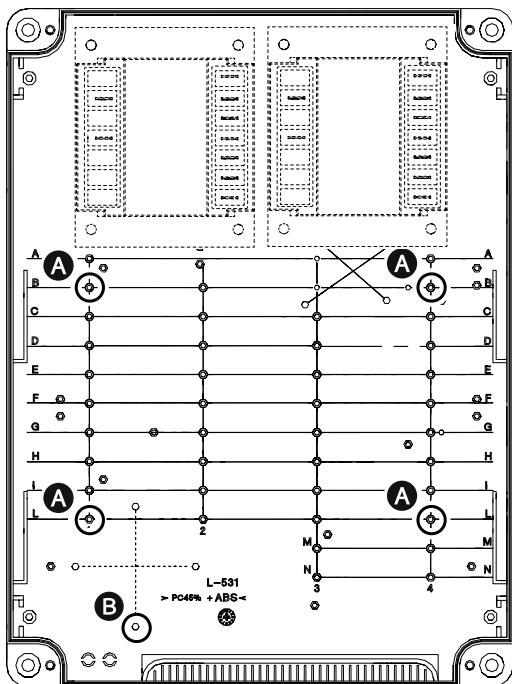 A A
A A
B B
C C
D D
E E
F F
G G
H H
I I
A A
L L
2
M M
N N
3 4
L-531
> PC45% +ABS<
B